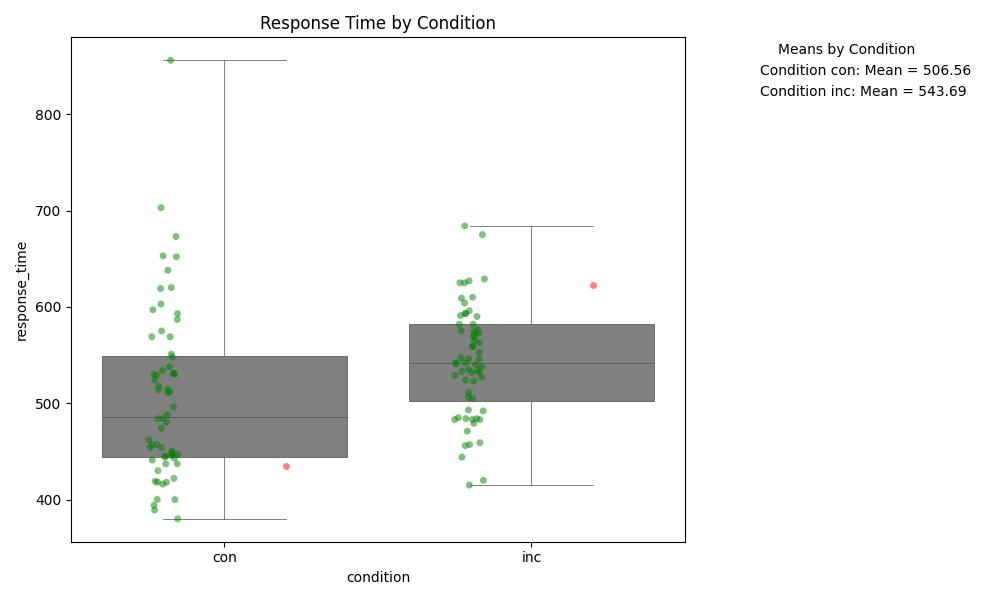 Response Time by Condition
Means by Condition
Condition con: Mean = 506.56
Condition inc: Mean = 543.69
response_time
800
700
600
500
400
con
inc
condition